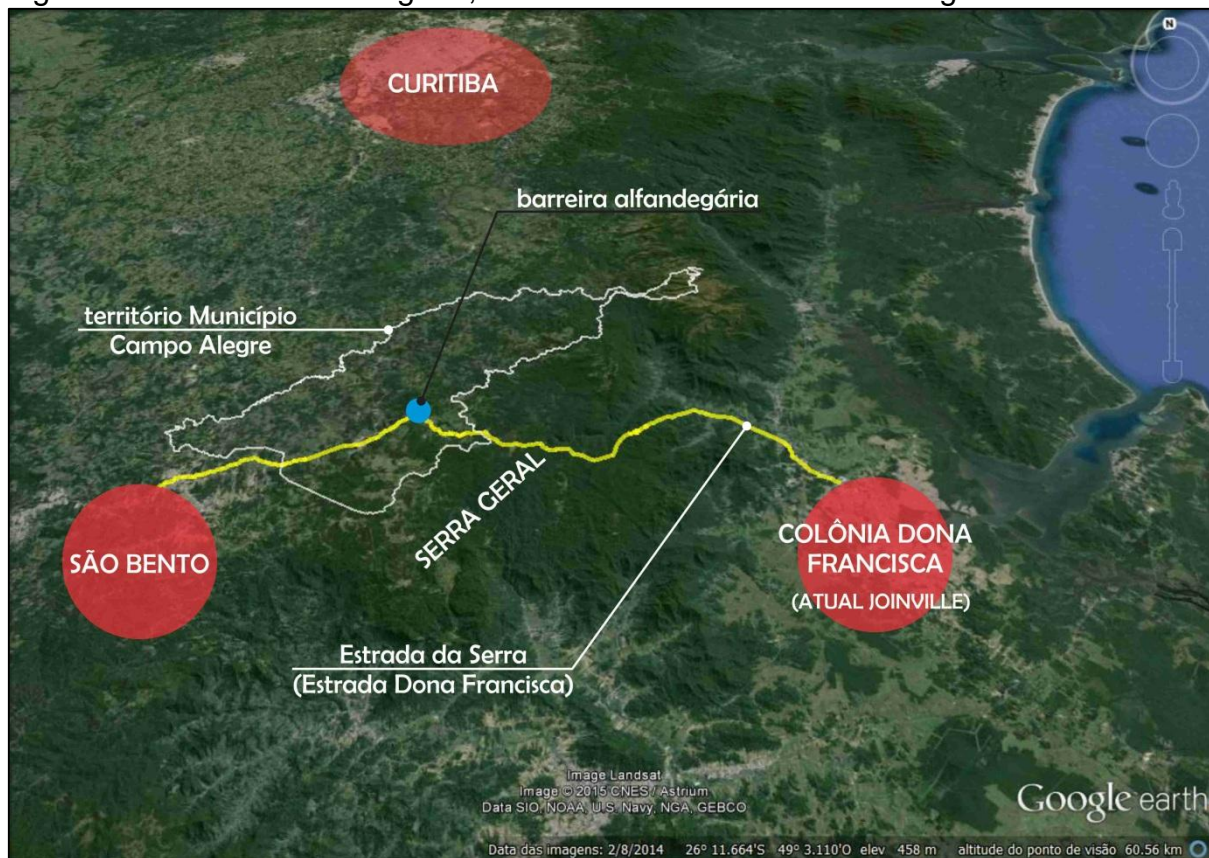 N
CURITIBA
barreira alfandegária
território Município
Campo Alegre
SERRA GERAL
SÃO BENTO
COLÔNIA DONA
FRANCISCA
(ATUAL JOINVILLE)
Estrada da Serra
(Estrada Dona Francisca)
Image Landsat
Image © 2015 CNES / Astrium
Data SIO, NOAA, U.S. Navy, NGA, GEBCO
Google earth
Data das imagens: 2/8/2014 26° 11.664'S 49° 3.110'O elev 458 m altitude do ponto de visão 60.56 km